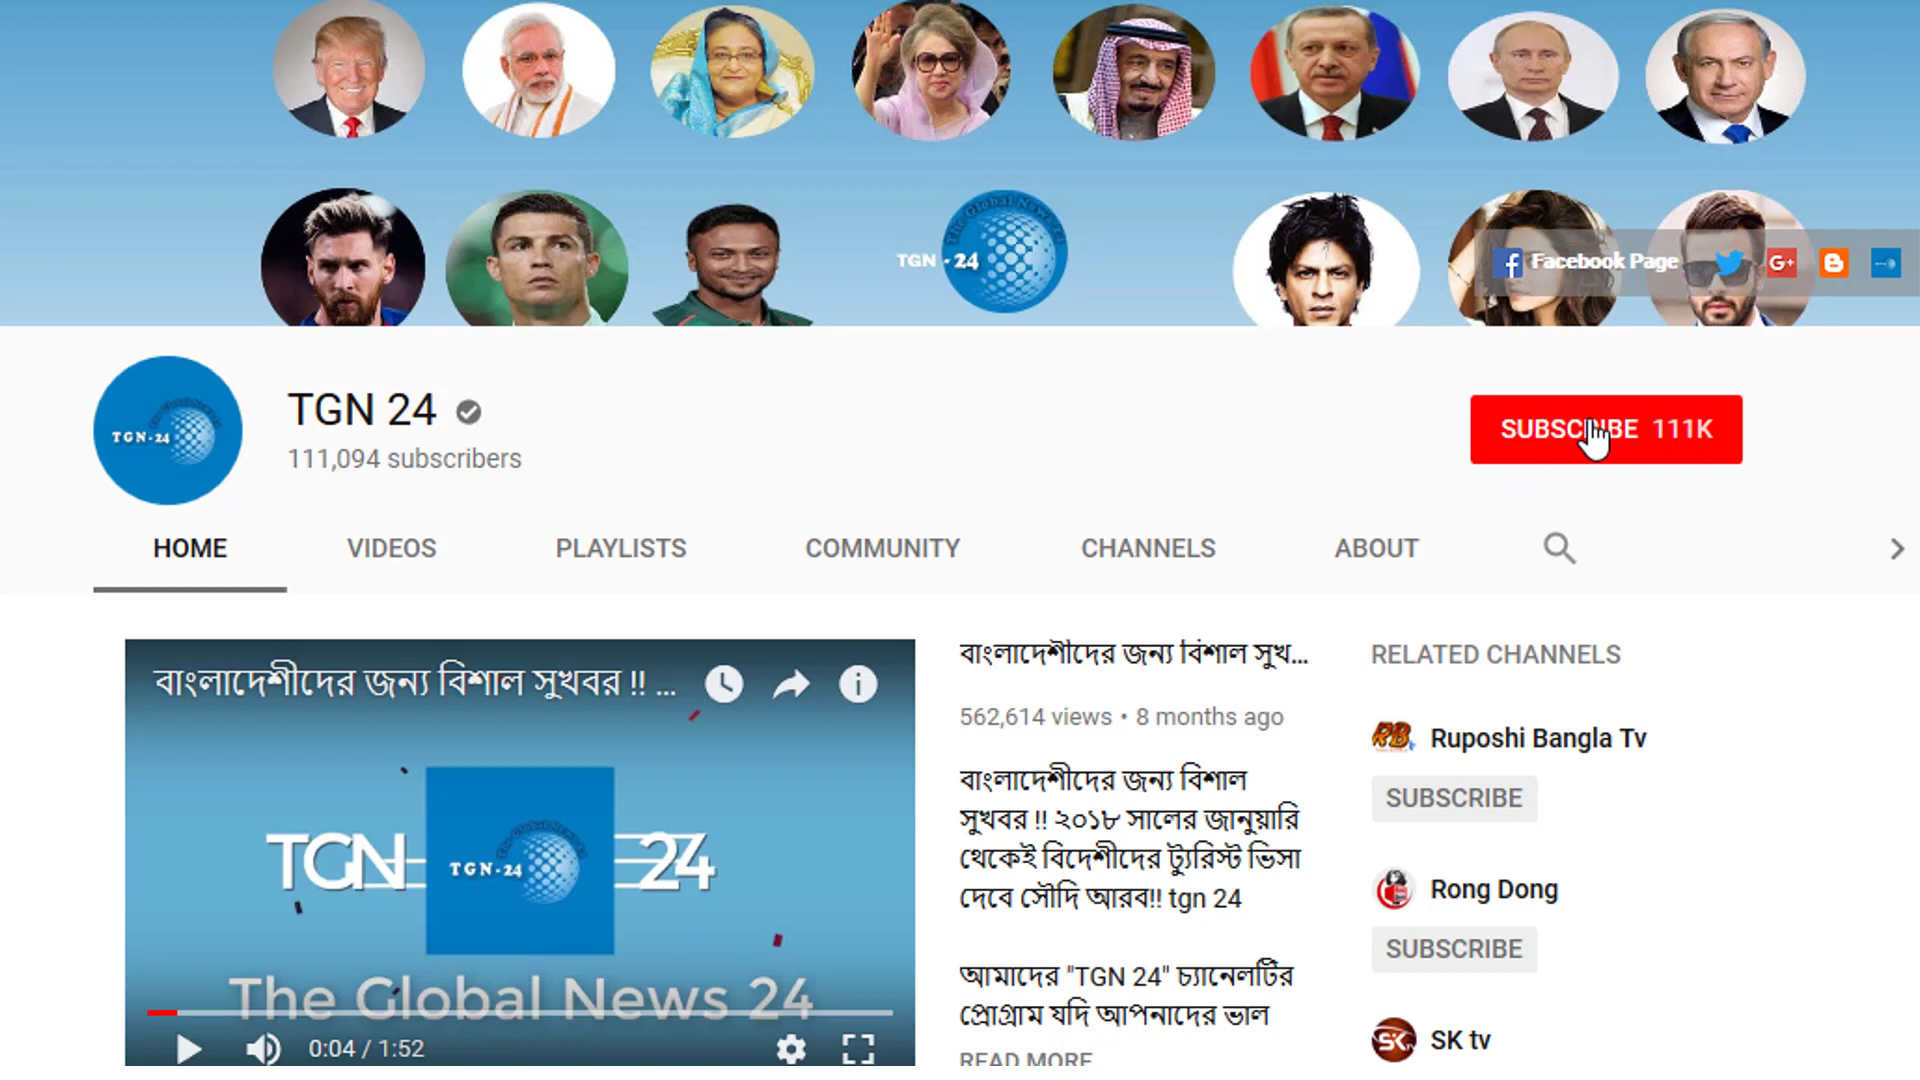 TGN - 24
Facebook Page
TGN-24
TGN 24
111,094 subscribers
SUBSCRIBE 111K
HOME
VIDEOS
PLAYLISTS
COMMUNITY
CHANNELS
ABOUT
বাংলাদেশীদের জন্য বিশাল সুখবর !! ...
TGN
TGN-24
24
The Global News 24
0:04 / 1:52
বাংলাদেশীদের জন্য বিশাল সুখ...
562,614 views • 8 months ago
বাংলাদেশীদের জন্য বিশাল
সুখবর !! ২০১৮ সালের জানুয়ারি
থেকেই বিদেশীদের ট্যুরিস্ট ভিসা
দেবে সৌদি আরব!! tgn 24
আমাদের "TGN 24" চ্যানেলটির
প্রোগ্রাম যদি আপনাদের ভাল
READ MORE
RELATED CHANNELS
Ruposhi Bangla Tv
SUBSCRIBE
Rong Dong
SUBSCRIBE
SK tv